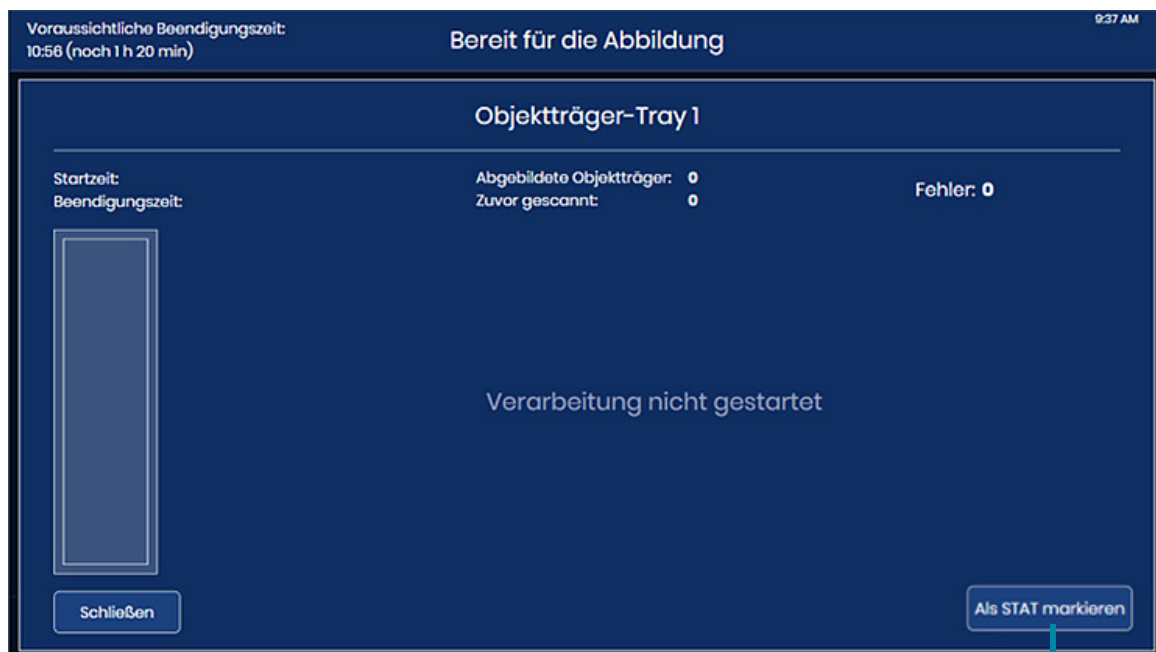 Voraussichtliche Beendigungszeit:
10:56 (noch 1 h 20 min)
Bereit für die Abbildung
9:37 AM
Objektträger-Tray 1
Startzeit:
Beendigungszeit:
Abgebildete Objektträger: 0
Zuvor gescannt: 0
Fehler: 0
Verarbeitung nicht gestartet
Schließen
Als STAT markieren